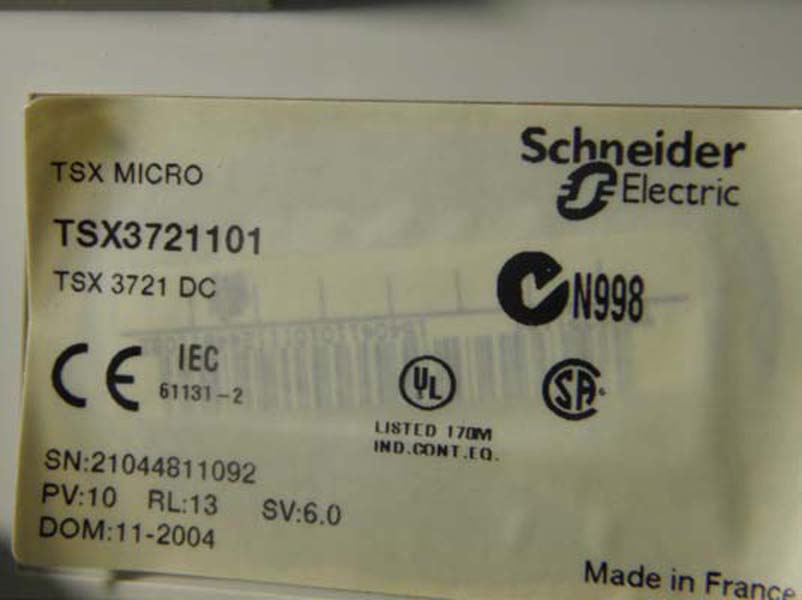 Schneider
Electric
TSX MICRO
TSX3721101
TSX 3721 DC
N998
CE
IEC
61131-2
UL
SA
LISTED 170M
IND.CONT.EQ.
SN:21044811092
PV:10 RL:13 SV:6.0
DOM:11-2004
Made in France